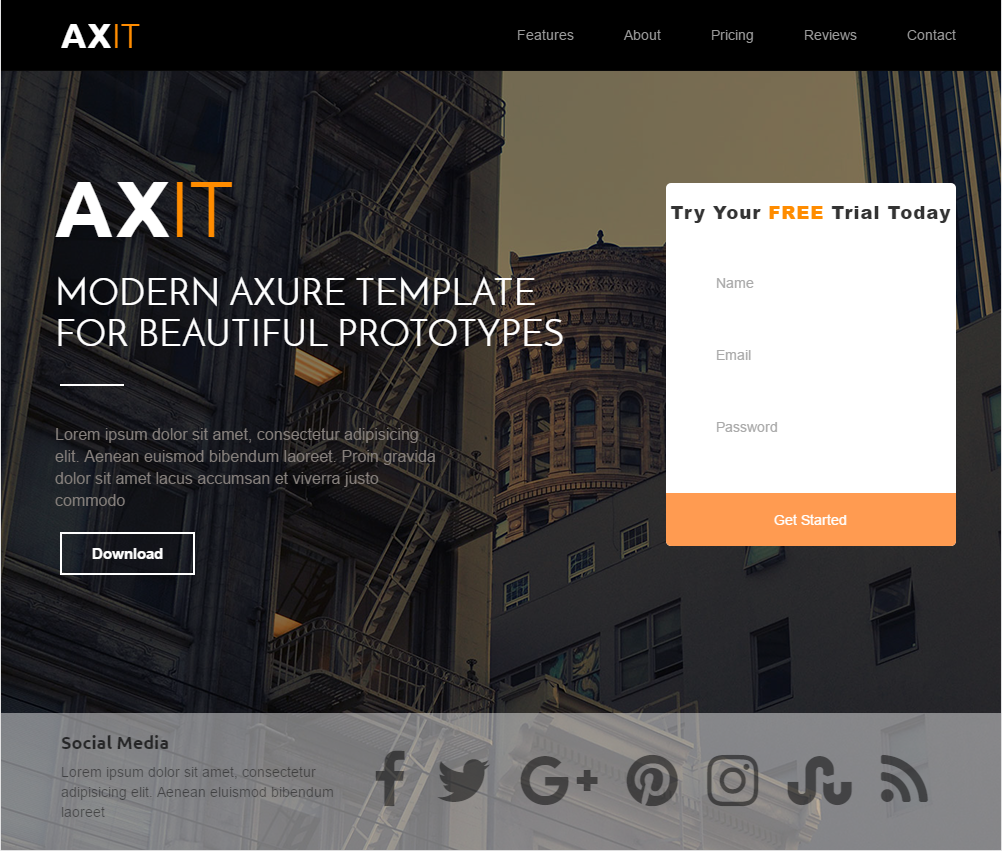 AXIT
Features About Pricing Reviews Contact
AXIT
MODERN AXURE TEMPLATE
FOR BEAUTIFUL PROTOTYPES
Lorem ipsum dolor sit amet, consectetur adipisicing
elit. Aenean euismod bibendum laoreet. Proin gravida
dolor sit amet lacus accumsan et viverra justo
commodo
Download
Try Your FREE Trial Today
Name
Email
Password
Get Started
Social Media
Lorem ipsum dolor sit amet, consectetur
adipisicing elit. Aenean eluismod bibendum
laoreet